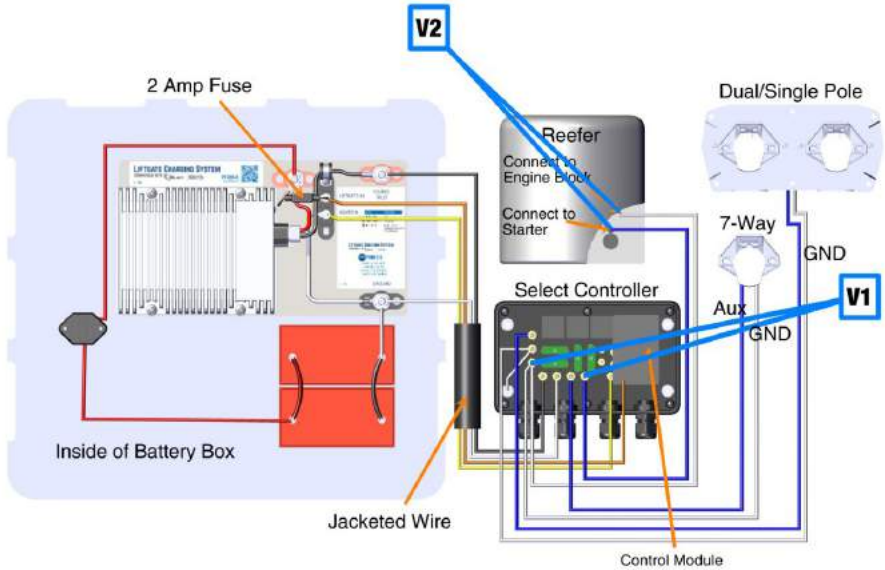 V2
2 Amp Fuse
Dual/Single Pole
Reefer
LIFTGATE CHARGING SYSTEM
Connect to
Engine Block
Connect to
Starter
7-Way
GND
Select Controller
V1
Aux
GND
GROUND
Inside of Battery Box
Jacketed Wire
Control Module